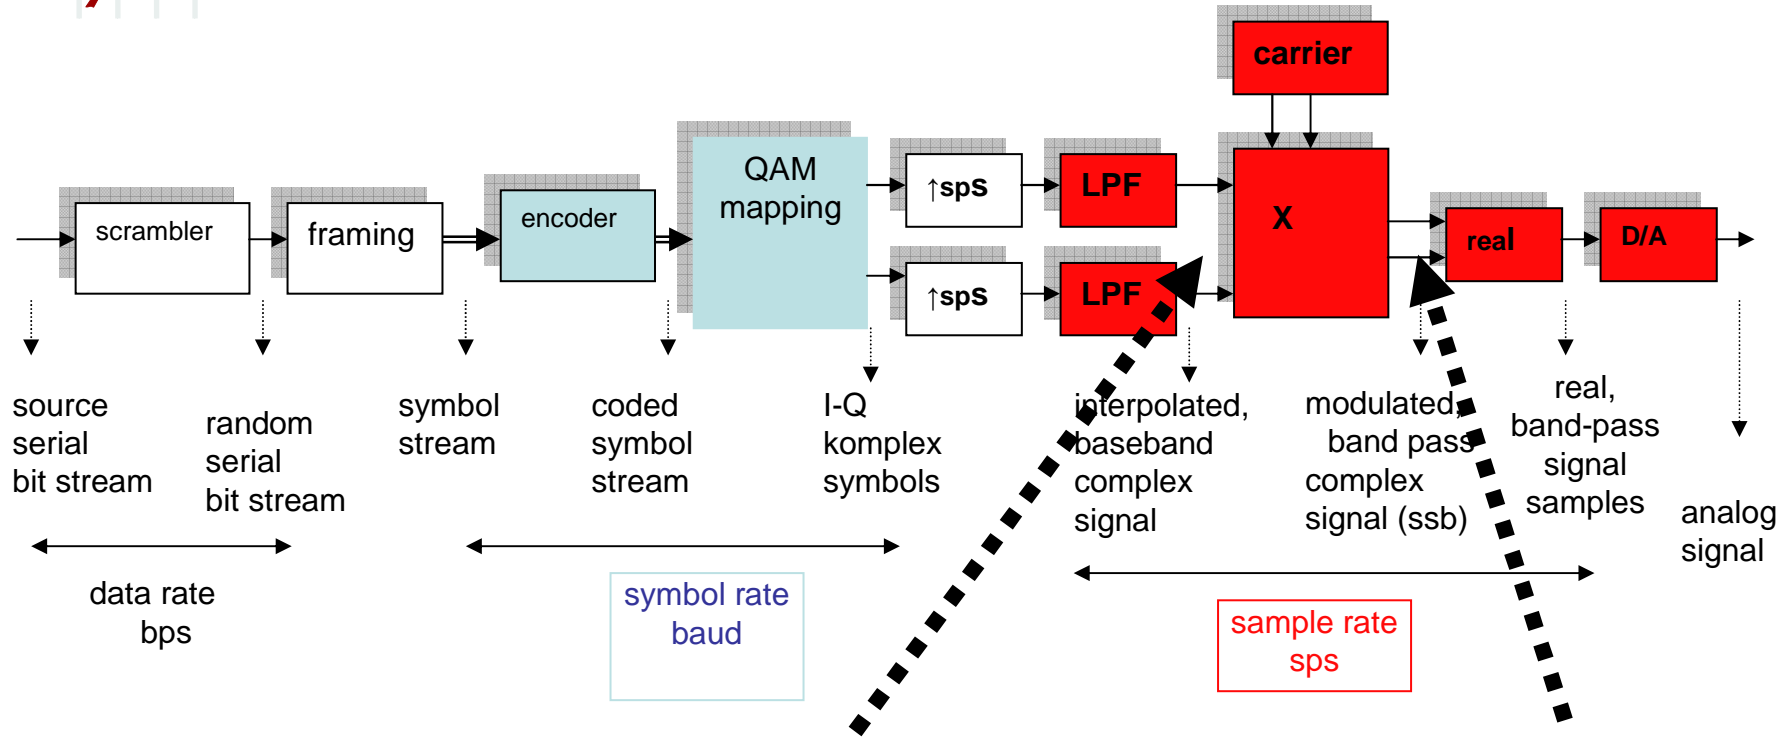 carrier
QAM
mapping
↑sps
LPF
X
scrambler
framing
encoder
real
D/A
↑sps
LPF
source
serial
bit stream
random
serial
bit stream
symbol
stream
coded
symbol
stream
I-Q
komplex
symbols
interpolated,
baseband
complex
signal
modulated,
band pass
complex
signal (ssb)
real,
band-pass
signal
samples
analog
signal
data rate
bps
symbol rate
baud
sample rate
sps